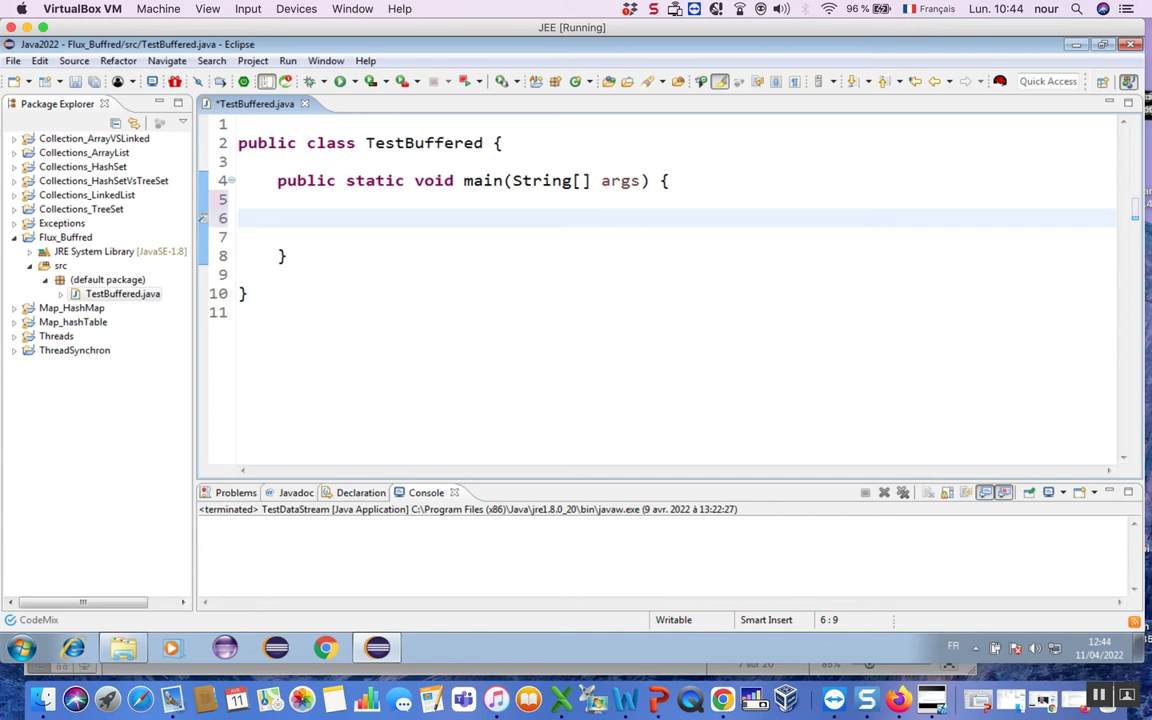 VirtualBox VM Machine View Input Devices Window Help 96 % Français Lun. 10:44 nour
JEE [Running]
Java2022 - Flux_Buffred/src/TestBuffered.java - Eclipse
File Edit Source Refactor Navigate Search Project Run Window Help
Quick Access
Package Explorer
*TestBuffered.java
Collection_ArrayVSLinked
Collections_ArrayList
Collections_HashSet
Collections_HashSetVsTreeSet
Collections_LinkedList
Collections_TreeSet
Exceptions
Flux_Buffred
JRE System Library [JavaSE-1.8]
src
(default package)
TestBuffered.java
Map_HashMap
Map_hashTable
Threads
ThreadSynchron
1
2 public class TestBuffered {
3
4 public static void main(String[] args) {
5
6
7
8 }
9
10 }
11
Problems @ Javadoc Declaration Console
<terminated> TestDataStream [Java Application] C:\Program Files (x86)\Java\jre1.8.0_20\bin\javaw.exe (9 avr. 2022 à 13:22:27)
CodeMix Writable Smart Insert 6 : 9
FR 12:44
11/04/2022
7 sur 20 85%